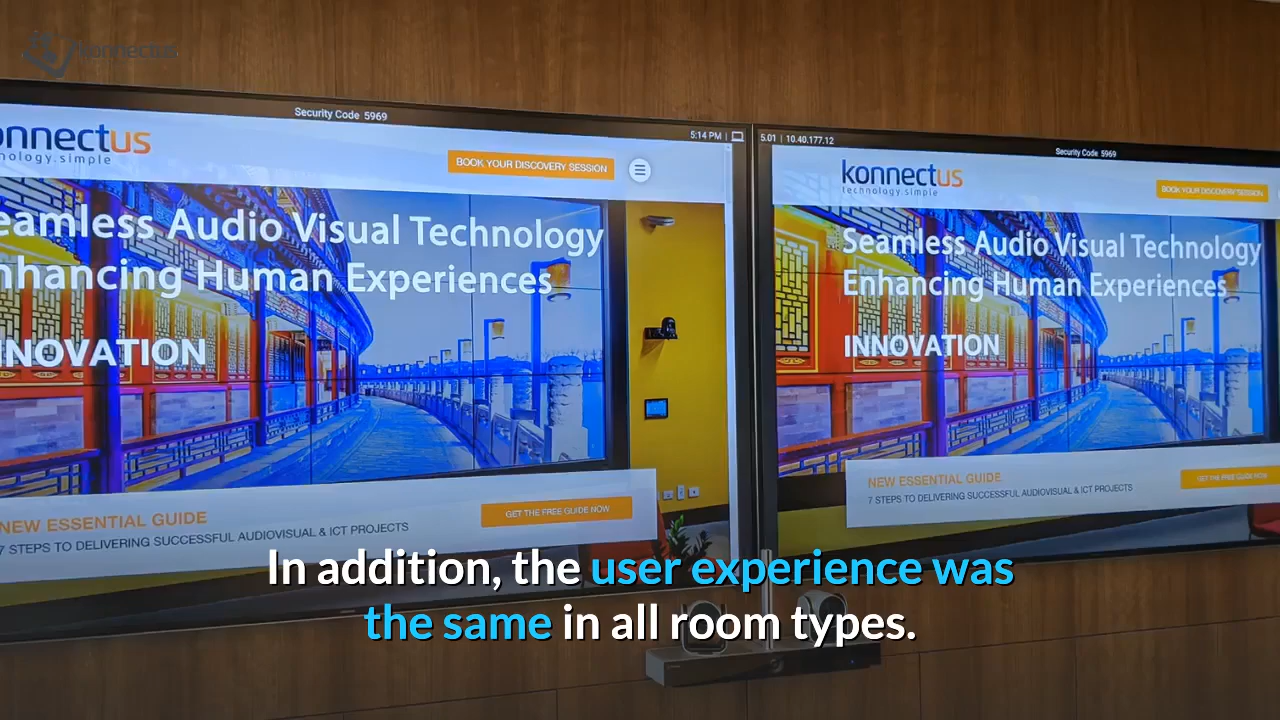 konnectus
Security Code 5969
5:14 PM
onnectus
nology.simple
BOOK YOUR DISCOVERY SESSION
eamless Audio Visual Technology
nhancing Human Experiences
NNOVATION
NEW ESSENTIAL GUIDE
7 STEPS TO DELIVERING SUCCESSFUL AUDIOVISUAL & ICT PROJECTS
GET THE FREE GUIDE NOW
5.01 | 10.40.177.12
Security Code 5969
konnectus
technology.simple
BOOK YOUR DISCOVERY SESSION
Seamless Audio Visual Technology
Enhancing Human Experiences
INNOVATION
NEW ESSENTIAL GUIDE
7 STEPS TO DELIVERING SUCCESSFUL AUDIOVISUAL & ICT PROJECTS
GET THE FREE GUIDE NOW
In addition, the user experience was
the same in all room types.